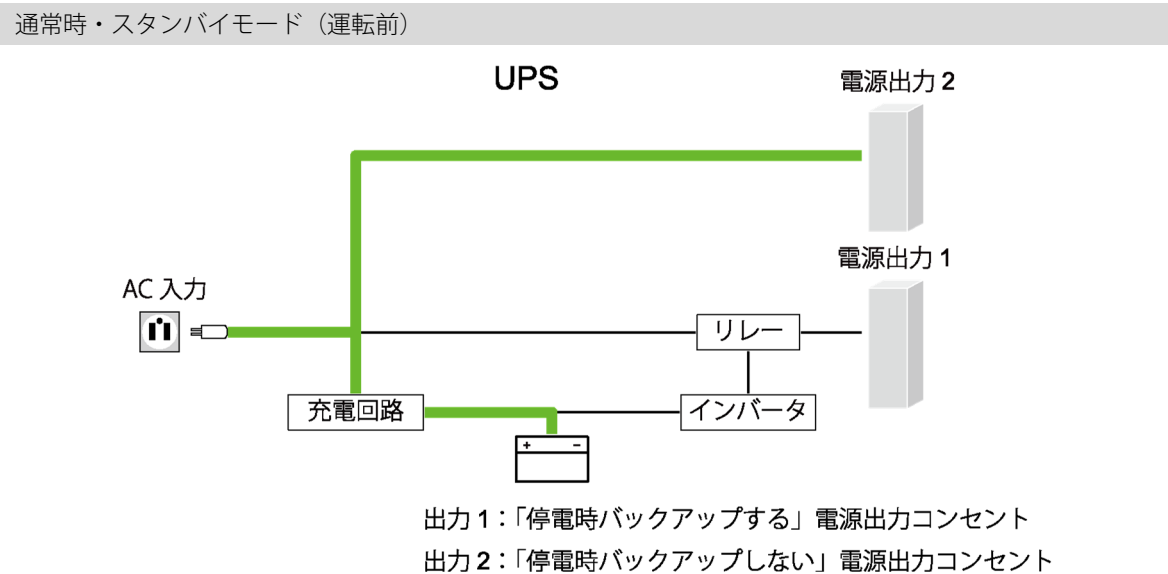 通常時・スタンバイモード（運転前）
UPS
電源出力 2
電源出力 1
AC 入力
リレー
充電回路
インバータ
+ −
出力 1：「停電時バックアップする」電源出力コンセント
出力 2：「停電時バックアップしない」電源出力コンセント